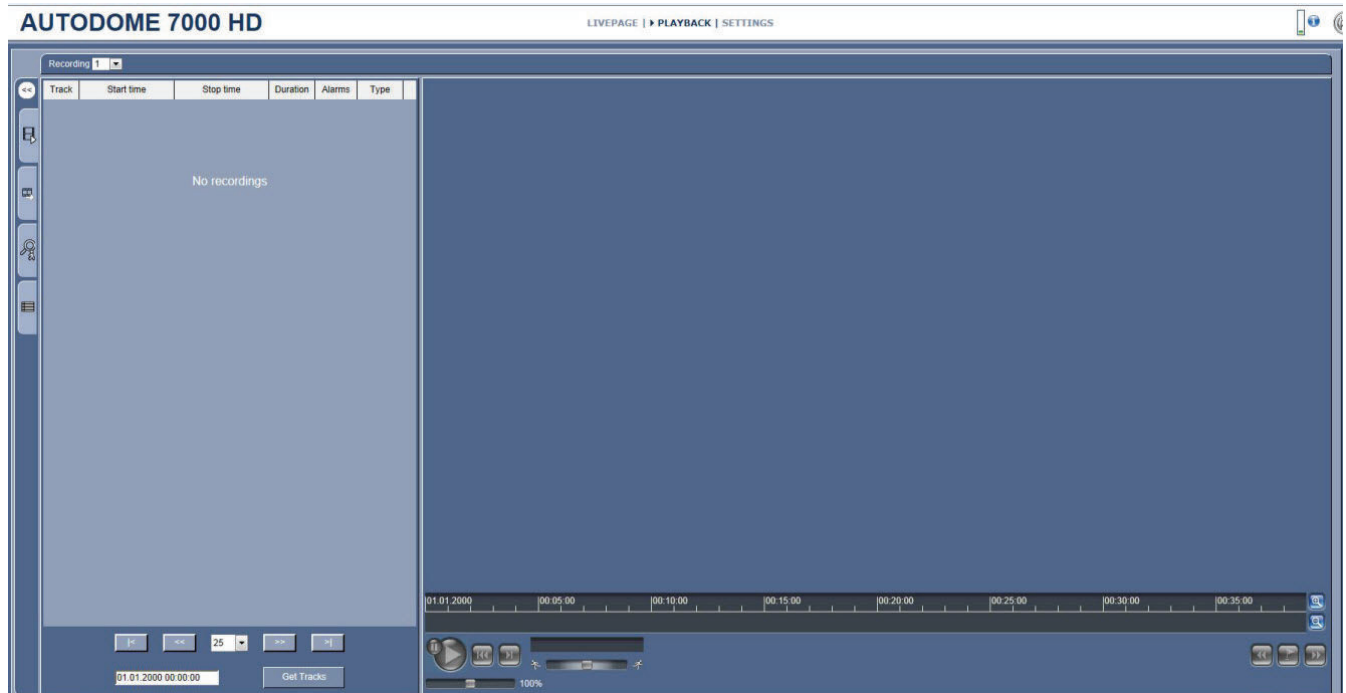 AUTODOME 7000 HD
LIVEPAGE | PLAYBACK | SETTINGS
Recording 1
<<
Track Start time Stop time Duration Alarms Type
No recordings
|< << 25 >> >|
01.01.2000 00:00:00 Get Tracks
|01.01.2000 |00:05:00 |00:10:00 |00:15:00 |00:20:00 |00:25:00 |00:30:00 |00:35:00
100%